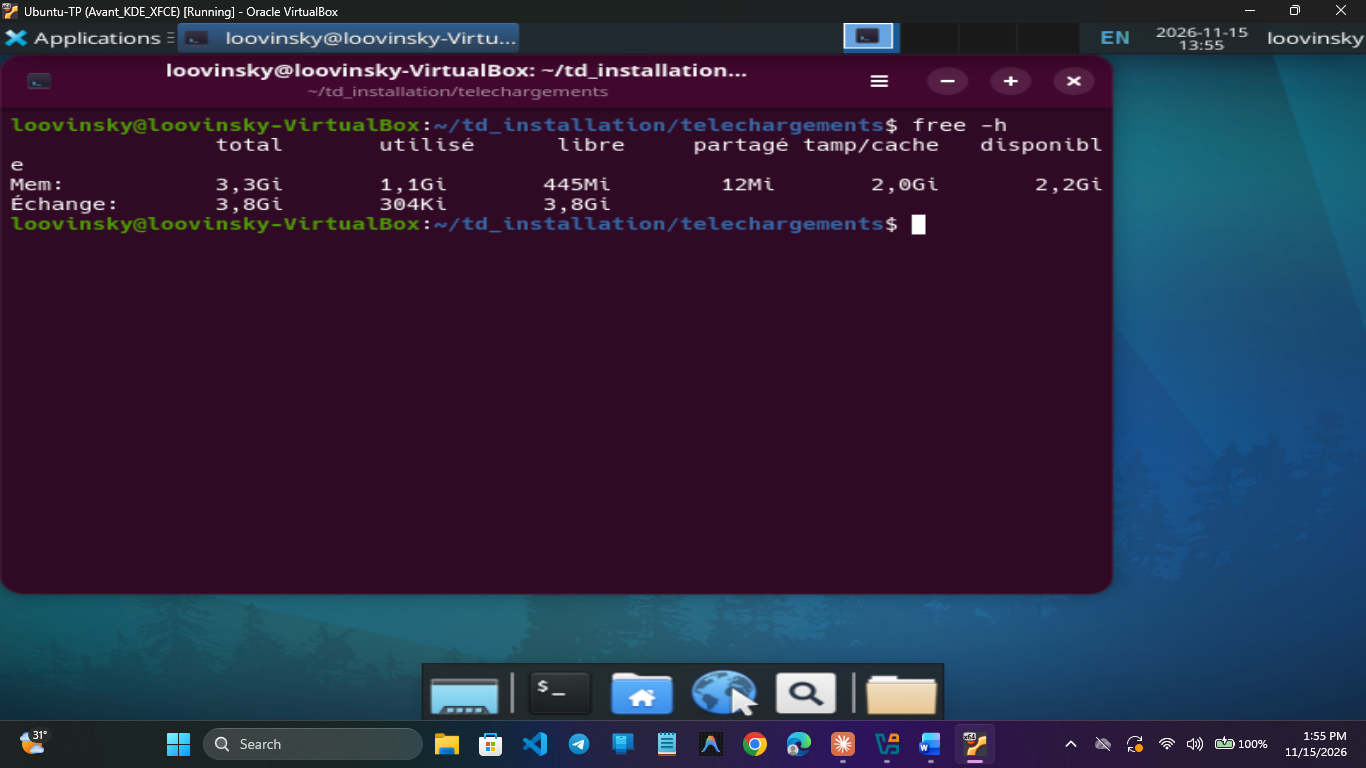 Ubuntu-TP (Avant_KDE_XFCE) [Running] - Oracle VirtualBox
Applications
loovinsky@loovinsky-Virtu...
EN
2026-11-15
13:55
loovinsky
loovinsky@loovinsky-VirtualBox: ~/td_installation...
~/td_installation/telechargements
loovinsky@loovinsky-VirtualBox:~/td_installation/telechargements$ free -h
total utilisé libre partagé tamp/cache disponibl
e
Mem: 3,3Gi 1,1Gi 445Mi 12Mi 2,0Gi 2,2Gi
Échange: 3,8Gi 304Ki 3,8Gi
loovinsky@loovinsky-VirtualBox:~/td_installation/telechargements$
$_
31°
Search
100%
1:55 PM
11/15/2026